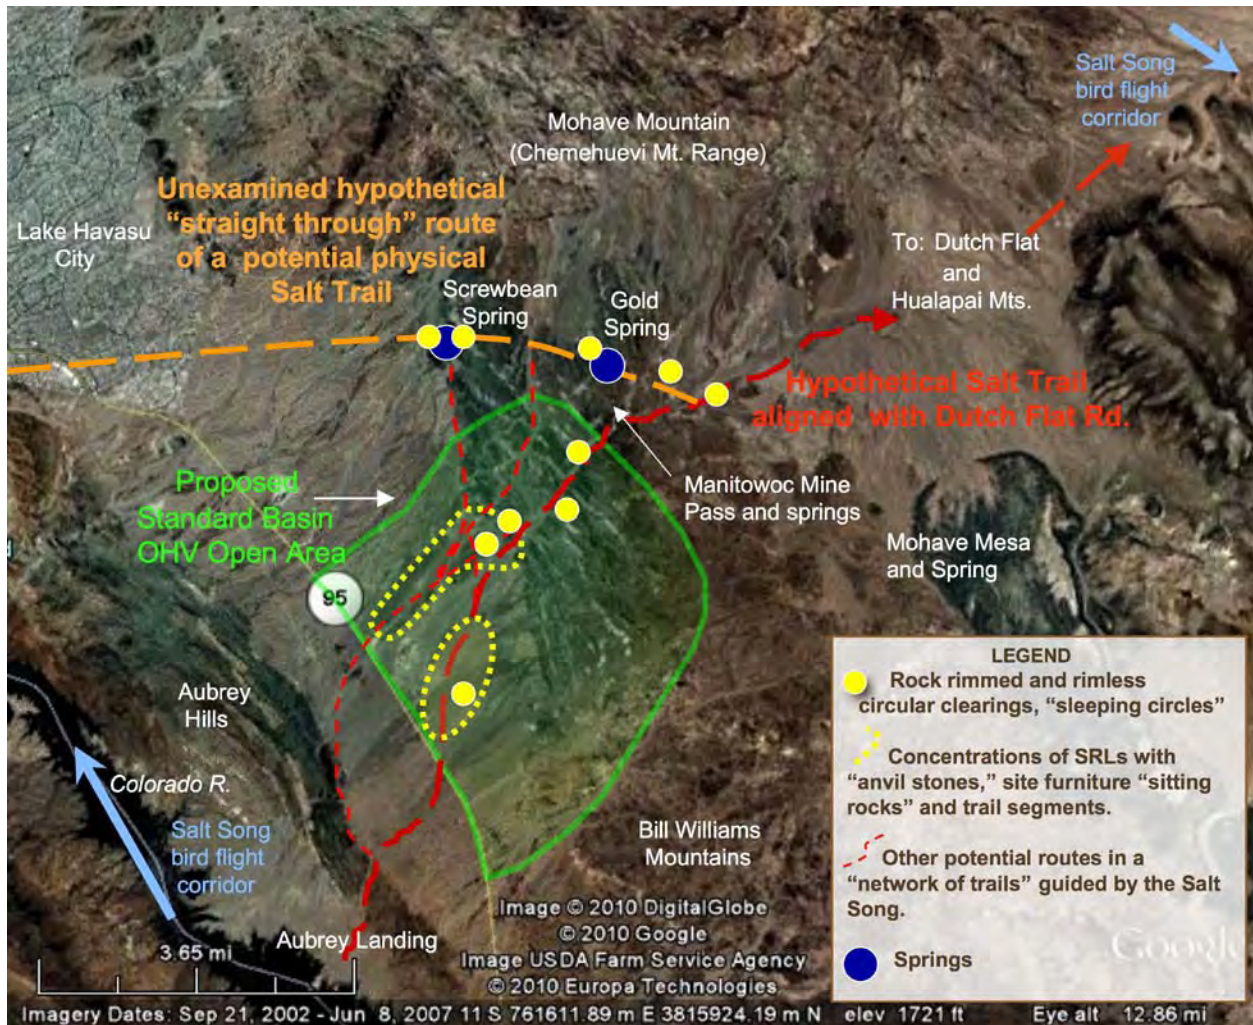 Salt Song
bird flight
corridor
Mohave Mountain
(Chemehuevi Mt. Range)
Unexamined hypothetical
“straight through” route
of a potential physical
Salt Trail
Lake Havasu
City
To: Dutch Flat
and
Hualapai Mts.
Screwbean
Spring
Gold
Spring
Hypothetical Salt Trail
aligned with Dutch Flat Rd.
Proposed
Standard Basin
OHV Open Area
Manitowoc Mine
Pass and springs
Mohave Mesa
and Spring
95
Aubrey
Hills
Colorado R.
Salt Song
bird flight
corridor
Bill Williams
Mountains
Aubrey Landing
3.65 mi
LEGEND
Rock rimmed and rimless
circular clearings, “sleeping circles”
Concentrations of SRLs with
“anvil stones,” site furniture “sitting
rocks” and trail segments.
Other potential routes in a
“network of trails” guided by the Salt
Song.
Springs
Image © 2010 DigitalGlobe
© 2010 Google
Image USDA Farm Service Agency
© 2010 Europa Technologies
Google
Imagery Dates: Sep 21, 2002 - Jun 8, 2007 11 S 761611.89 m E 3815924.19 m N elev 1721 ft Eye alt 12.86 mi